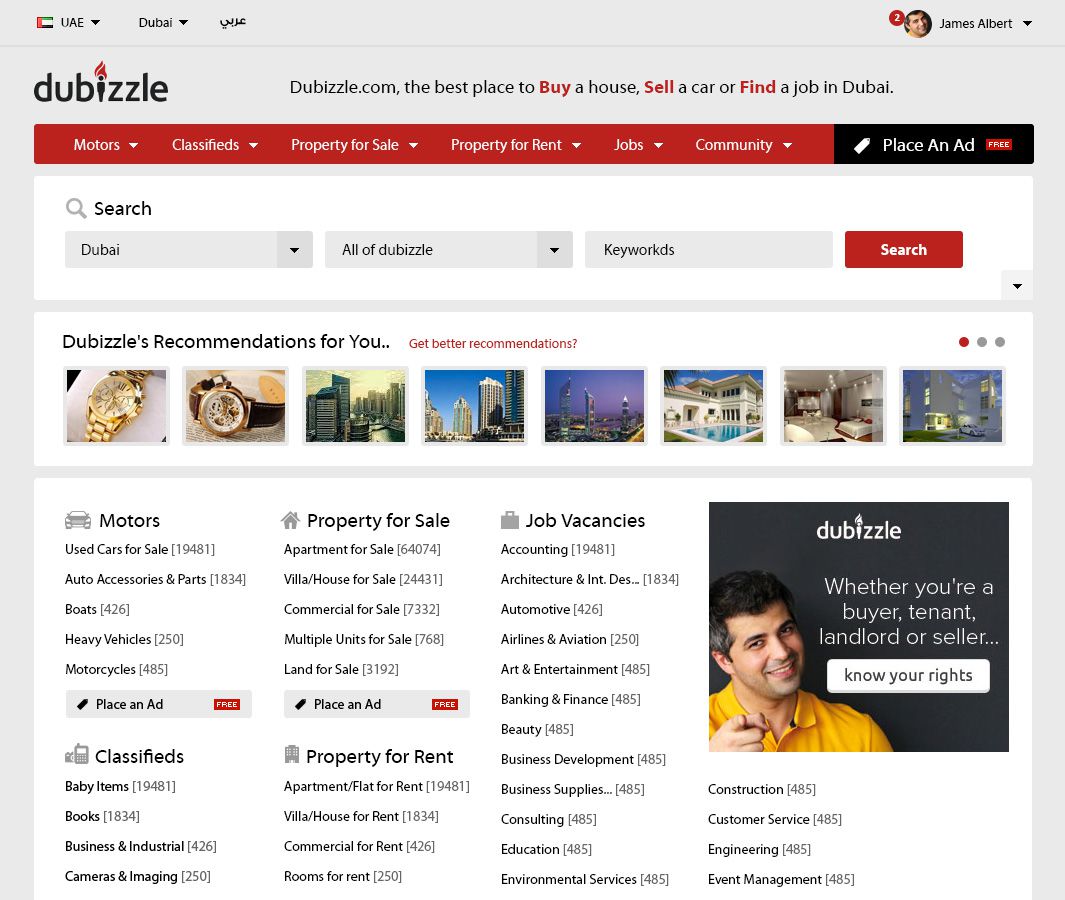 UAE Dubai عربي 2 James Albert
dubizzle
Dubizzle.com, the best place to Buy a house, Sell a car or Find a job in Dubai.
Motors Classifieds Property for Sale Property for Rent Jobs Community Place An Ad FREE
Search
Dubai All of dubizzle Keyworkds Search
Dubizzle's Recommendations for You.. Get better recommendations?
Motors
Used Cars for Sale [19481]
Auto Accessories & Parts [1834]
Boats [426]
Heavy Vehicles [250]
Motorcycles [485]
Place an Ad FREE
Property for Sale
Apartment for Sale [64074]
Villa/House for Sale [24431]
Commercial for Sale [7332]
Multiple Units for Sale [768]
Land for Sale [3192]
Place an Ad FREE
Classifieds
Baby Items [19481]
Books [1834]
Business & Industrial [426]
Cameras & Imaging [250]
Property for Rent
Apartment/Flat for Rent [19481]
Villa/House for Rent [1834]
Commercial for Rent [426]
Rooms for rent [250]
Job Vacancies
Accounting [19481]
Architecture & Int. Des... [1834]
Automotive [426]
Airlines & Aviation [250]
Art & Entertainment [485]
Banking & Finance [485]
Beauty [485]
Business Development [485]
Business Supplies... [485]
Consulting [485]
Education [485]
Environmental Services [485]
dubizzle
Whether you're a
buyer, tenant,
landlord or seller...
know your rights
Construction [485]
Customer Service [485]
Engineering [485]
Event Management [485]